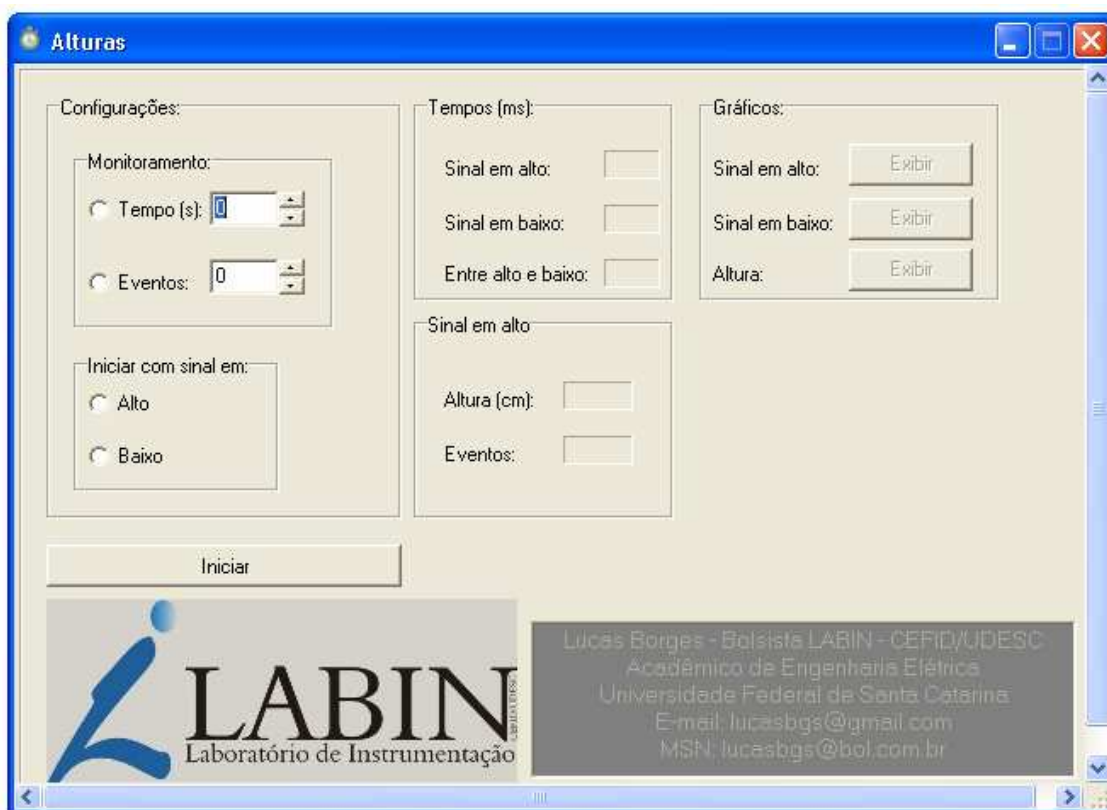 Alturas
Configurações:
Monitoramento:
Tempo (s): 0
Eventos: 0
Iniciar com sinal em:
Alto
Baixo
Tempos (ms):
Sinal em alto:
Sinal em baixo:
Entre alto e baixo:
Sinal em alto
Altura (cm):
Eventos:
Gráficos:
Sinal em alto: Exibir
Sinal em baixo: Exibir
Altura: Exibir
Iniciar
LABIN
Laboratório de Instrumentação
Lucas Borges - Bolsista LABIN - CEFID/UDESC
Acadêmico de Engenharia Elétrica
Universidade Federal de Santa Catarina
E-mail: lucasbgs@gmail.com
MSN: lucasbgs@bol.com.br